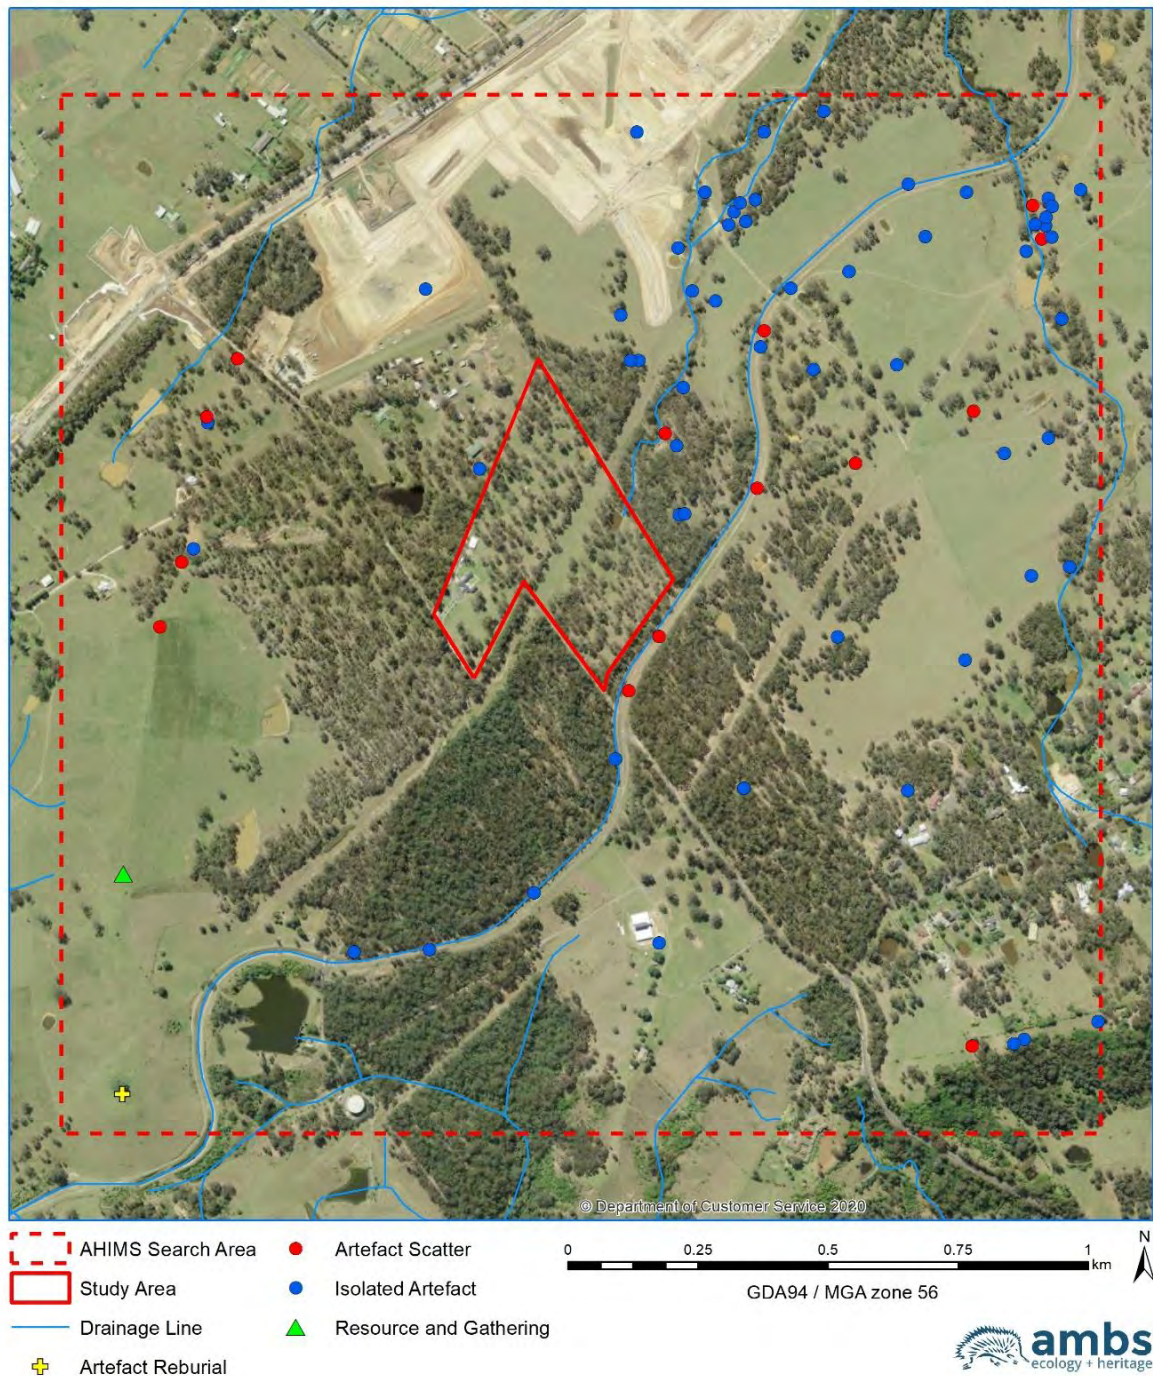 © Department of Customer Service 2020
AHIMS Search Area
Artefact Scatter
Study Area
Isolated Artefact
Drainage Line
Resource and Gathering
Artefact Reburial
0 0.25 0.5 0.75 1
km
GDA94 / MGA zone 56
N
ambs
ecology + heritage